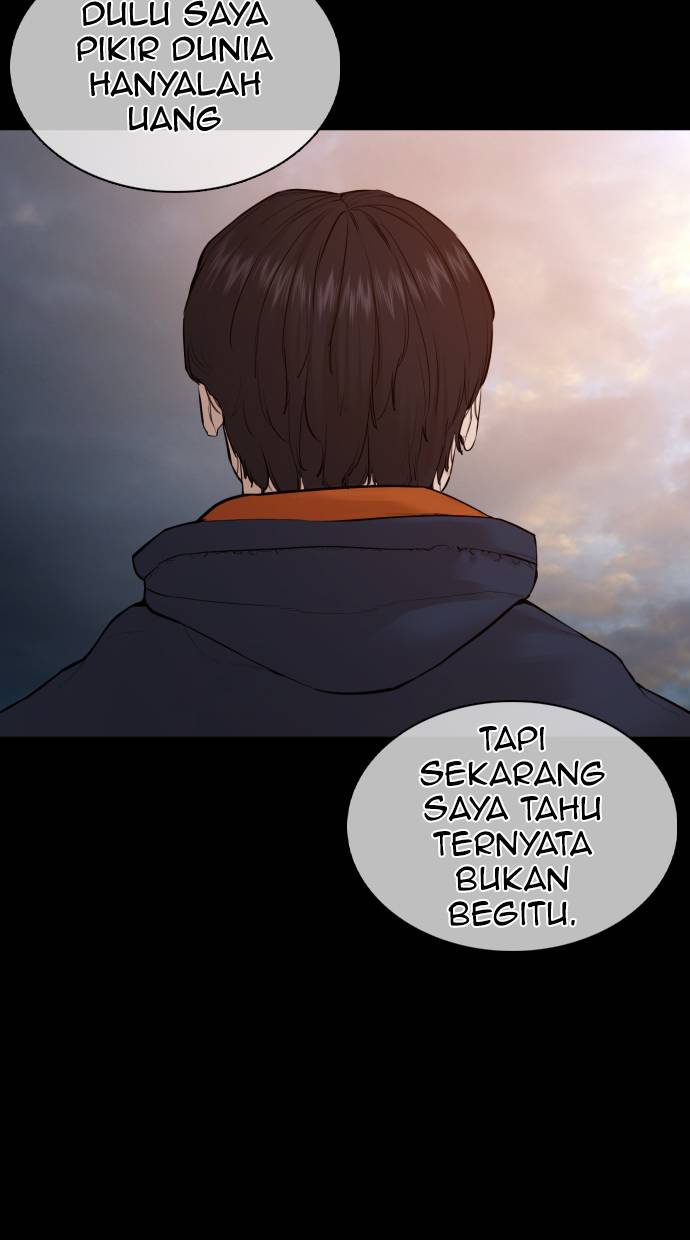 DULU SAYA
PIKIR DUNIA
HANYALAH
UANG
TAPI
SEKARANG
SAYA TAHU
TERNYATA
BUKAN
BEGITU.